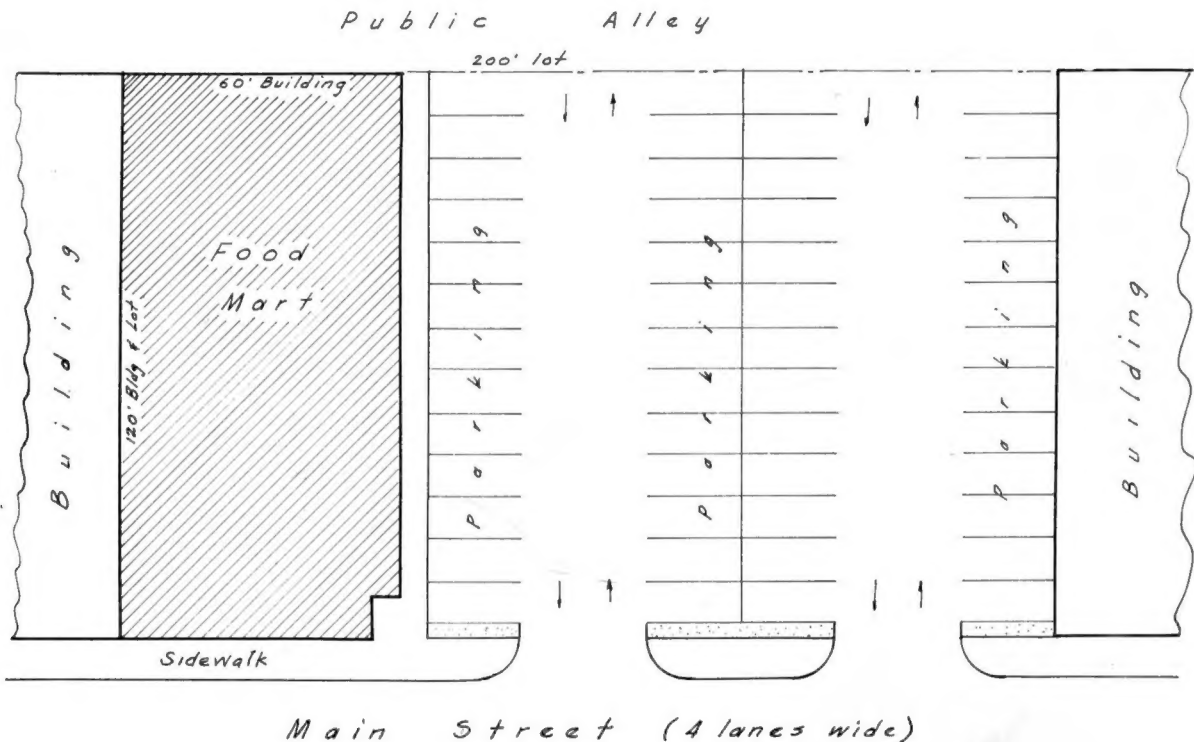 Public Alley
200' lot
60' Building
Building
Food
Mart
120' Bldg & Lot
Parking
Parking
Parking
Building
Sidewalk
Main Street (4 lanes wide)